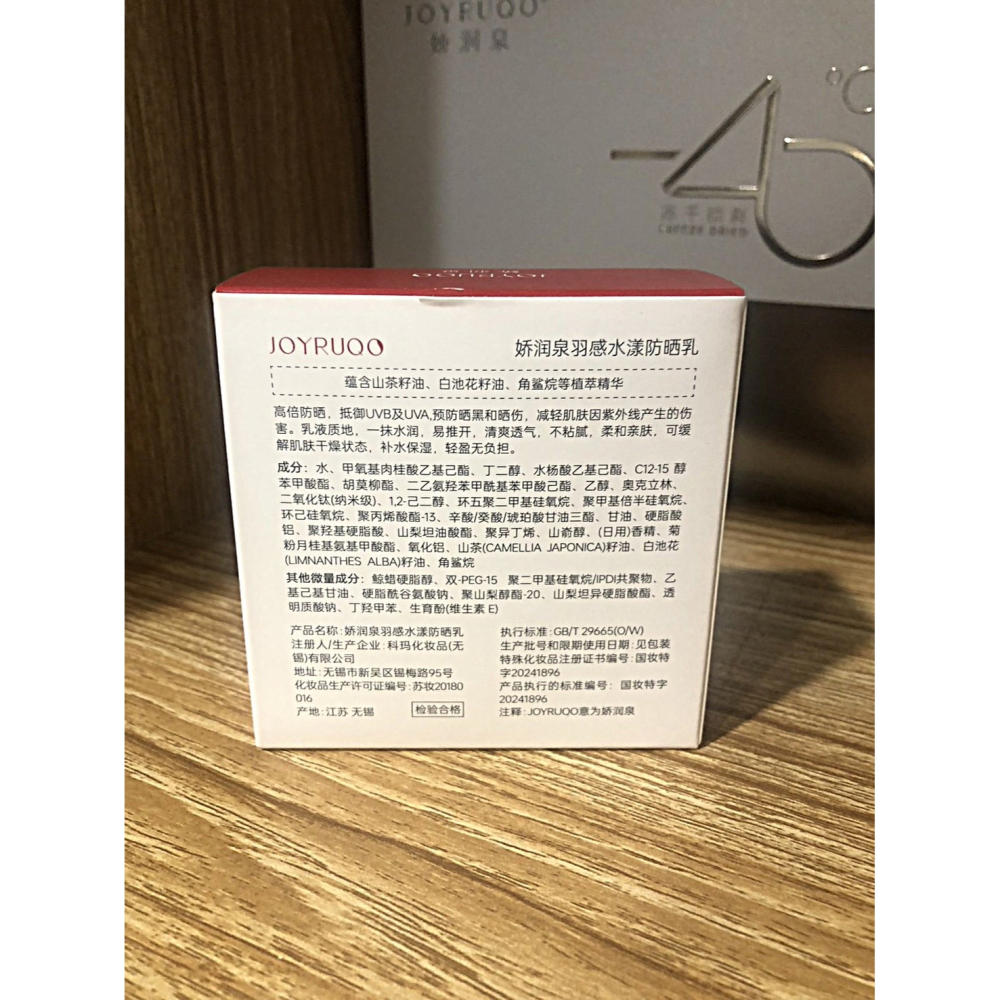 JOYRUQO
娇润泉
-45°C
JOYRUQO
JOYRUQO
娇润泉羽感水漾防晒乳
蕴含山茶籽油、白池花籽油、角鲨烷等植萃精华
高倍防晒，抵御UVB及UVA,预防晒黑和晒伤，减轻肌肤因紫外线产生的伤
害。乳液质地，一抹水润，易推开，清爽透气，不粘腻，柔和亲肤，可缓
解肌肤干燥状态，补水保湿，轻盈无负担。
成分：水、甲氧基肉桂酸乙基己酯、丁二醇、水杨酸乙基己酯、C12-15 醇
苯甲酸酯、胡莫柳酯、二乙氨羟苯甲酰基苯甲酸己酯、乙醇、奥克立林、
二氧化钛(纳米级)、1,2-己二醇、环五聚二甲基硅氧烷、聚甲基倍半硅氧烷、
环己硅氧烷、聚丙烯酸酯-13、辛酸/癸酸/琥珀酸甘油三酯、甘油、硬脂酸
铝、聚羟基硬脂酸、山梨坦油酸酯、聚异丁烯、山嵛醇、(日用)香精、菊
粉月桂基氨基甲酸酯、氧化铝、山茶(CAMELLIA JAPONICA)籽油、白池花
(LIMNANTHES ALBA)籽油、角鲨烷
其他微量成分：鲸蜡硬脂醇、双-PEG-15 聚二甲基硅氧烷/IPDI共聚物、乙
基己基甘油、硬脂酰谷氨酸钠、聚山梨醇酯-20、山梨坦异硬脂酸酯、透
明质酸钠、丁羟甲苯、生育酚(维生素 E)
产品名称:娇润泉羽感水漾防晒乳
注册人/生产企业:科玛化妆品(无
锡)有限公司
地址:无锡市新吴区锡梅路95号
化妆品生产许可证编号:苏妆20180
016
产地:江苏 无锡
检验合格
执行标准:GB/T 29665(O/W)
生产批号和限期使用日期:见包装
特殊化妆品注册证书编号:国妆特
字20241896
产品执行的标准编号：国妆特字
20241896
注释:JOYRUQO意为娇润泉